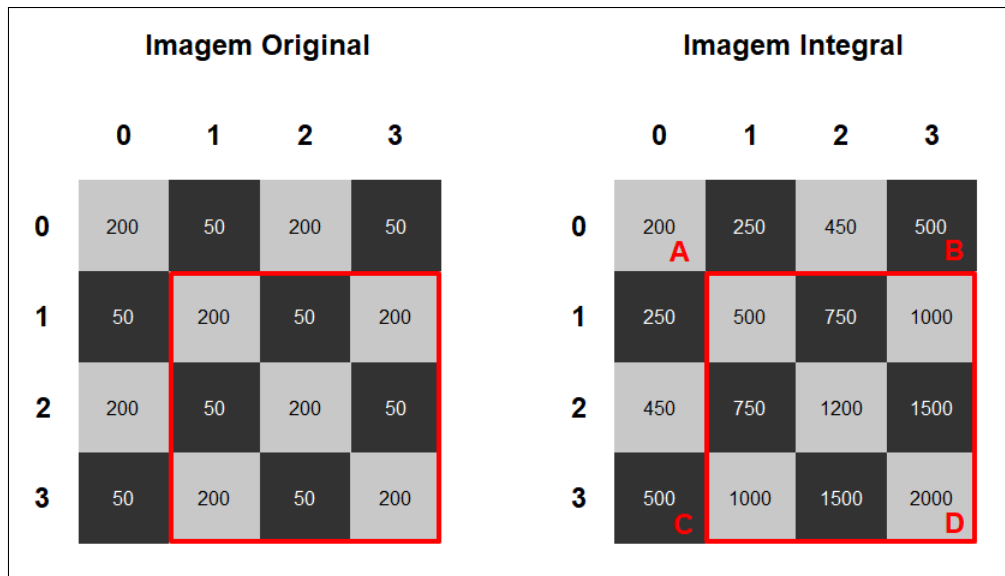 Imagem Original Imagem Integral
0 1 2 3 0 1 2 3
0 200 50 200 50 0 200 250 450 500
A B
1 50 200 50 200 1 250 500 750 1000
2 200 50 200 50 2 450 750 1200 1500
3 50 200 50 200 3 500 1000 1500 2000
C D